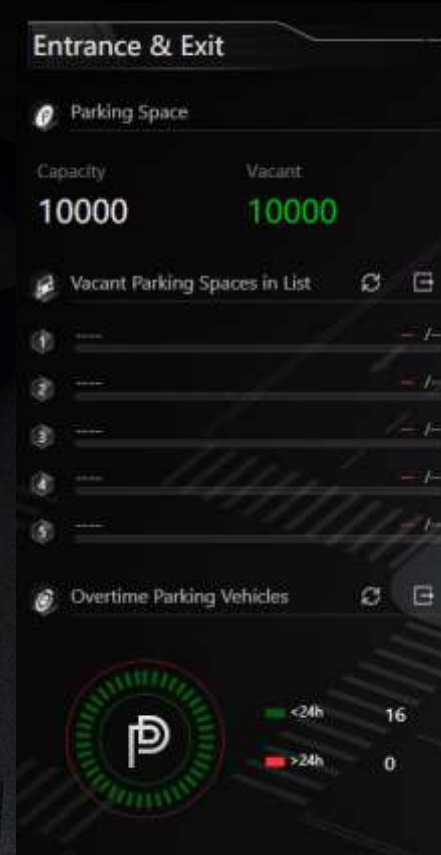 Entrance & Exit
Parking Space
Capacity Vacant
10000 10000
Vacant Parking Spaces in List
1 ---- -- /--
2 ---- -- /--
3 ---- -- /--
4 ---- -- /--
5 ---- -- /--
Overtime Parking Vehicles
<24h 16
>24h 0